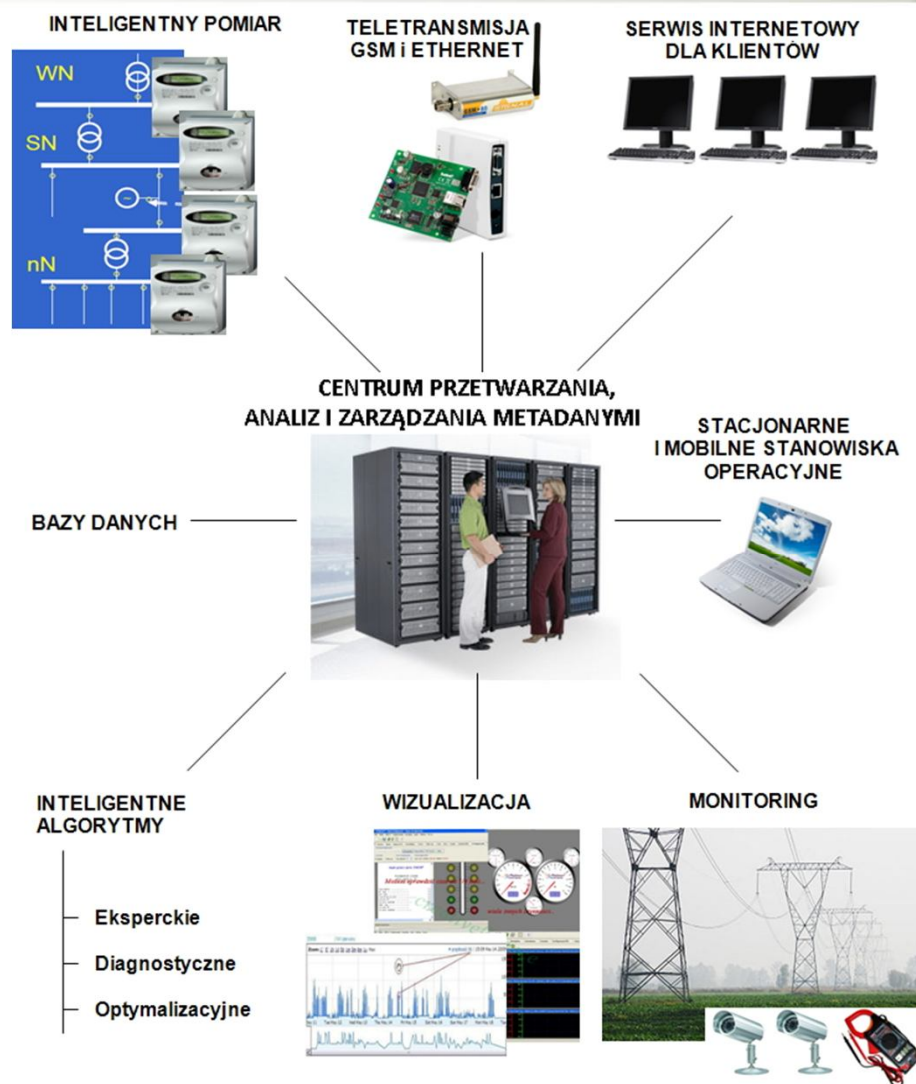 INTELIGENTNY POMIAR
WN
SN
nN
TELETRANSMISJA
GSM i ETHERNET
SERWIS INTERNETOWY
DLA KLIENTÓW
CENTRUM PRZETWARZANIA,
ANALIZ I ZARZĄDZANIA METADANYMI
STACJONARNE
I MOBILNE STANOWISKA
OPERACYJNE
BAZY DANYCH
INTELIGENTNE
ALGORYTMY
Eksperckie
Diagnostyczne
Optymalizacyjne
WIZUALIZACJA
MONITORING